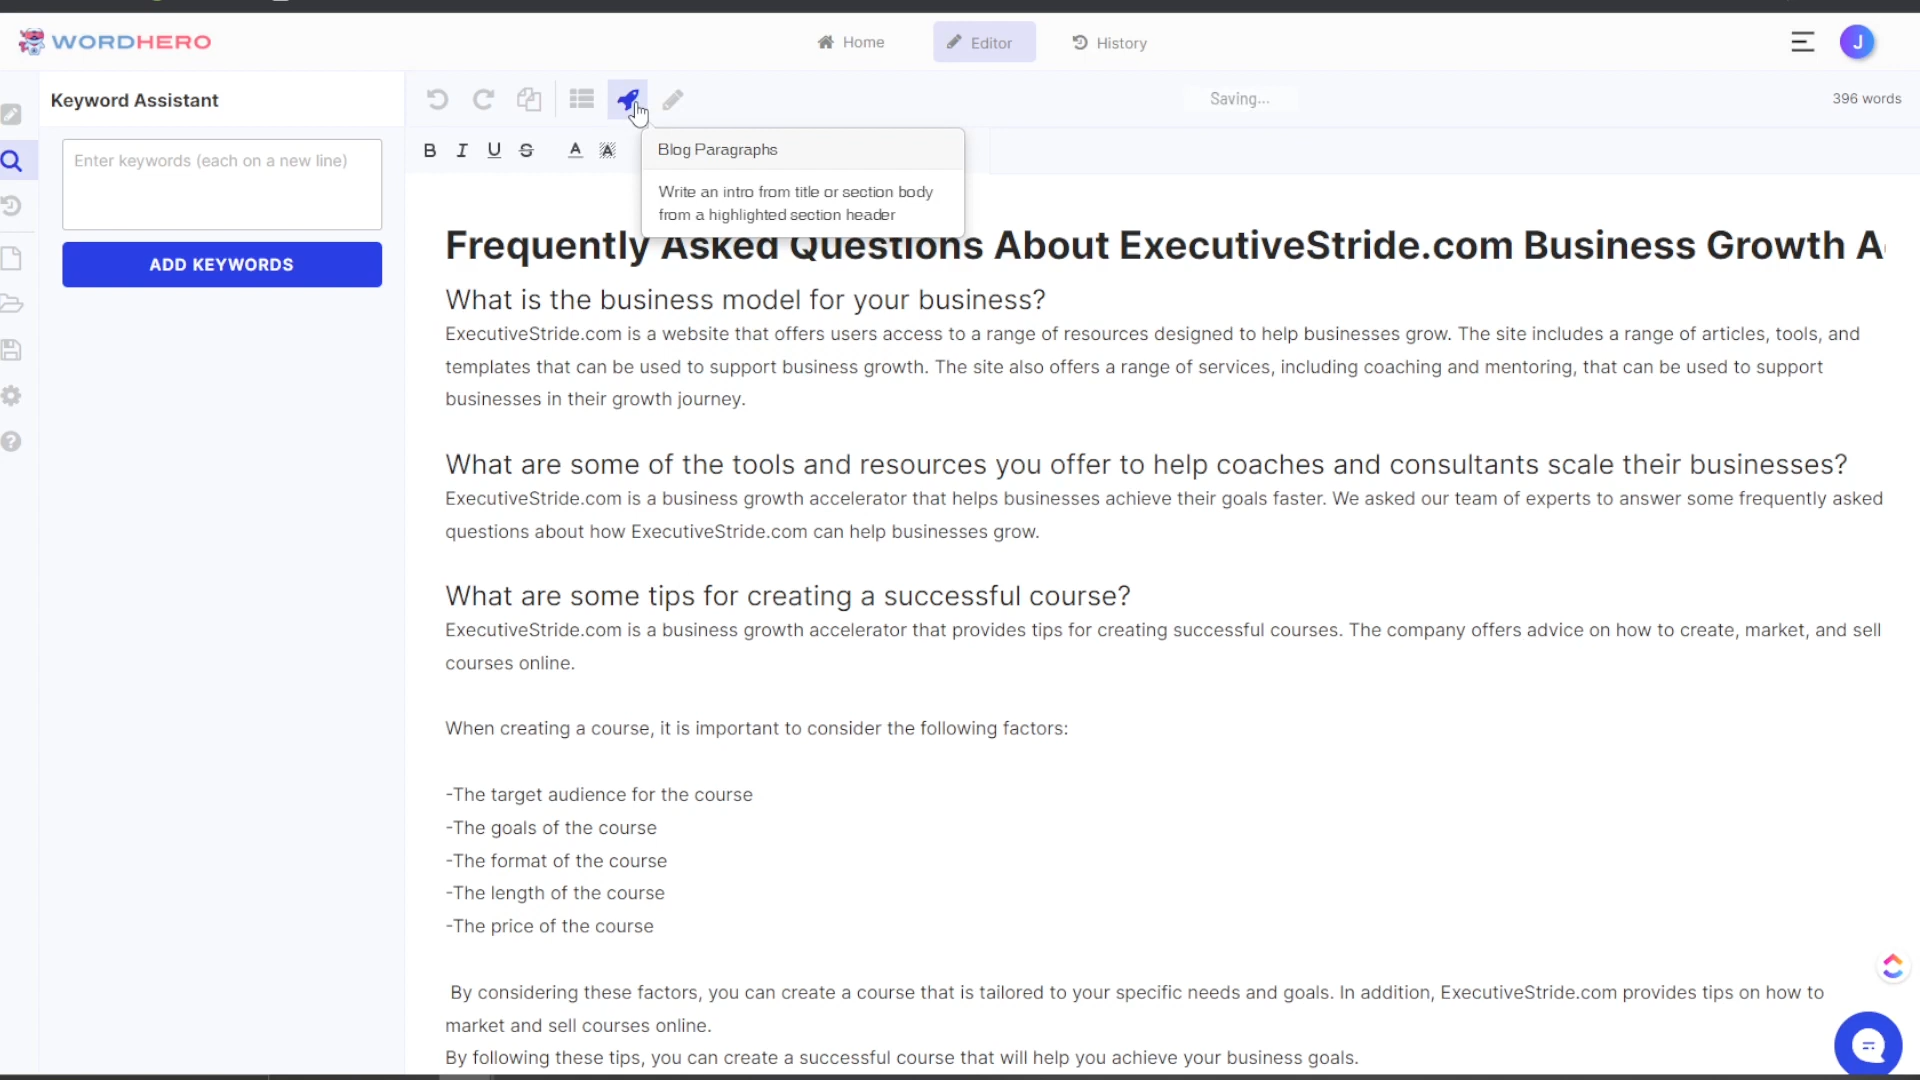 WORDHERO
Home
Editor
History
J
Keyword Assistant
Saving...
396 words
Enter keywords (each on a new line)
ADD KEYWORDS
B I U S A A
Blog Paragraphs
Write an intro from title or section body
from a highlighted section header
Frequently Asked Questions About ExecutiveStride.com Business Growth A
What is the business model for your business?
ExecutiveStride.com is a website that offers users access to a range of resources designed to help businesses grow. The site includes a range of articles, tools, and
templates that can be used to support business growth. The site also offers a range of services, including coaching and mentoring, that can be used to support
businesses in their growth journey.
What are some of the tools and resources you offer to help coaches and consultants scale their businesses?
ExecutiveStride.com is a business growth accelerator that helps businesses achieve their goals faster. We asked our team of experts to answer some frequently asked
questions about how ExecutiveStride.com can help businesses grow.
What are some tips for creating a successful course?
ExecutiveStride.com is a business growth accelerator that provides tips for creating successful courses. The company offers advice on how to create, market, and sell
courses online.
When creating a course, it is important to consider the following factors:
-The target audience for the course
-The goals of the course
-The format of the course
-The length of the course
-The price of the course
By considering these factors, you can create a course that is tailored to your specific needs and goals. In addition, ExecutiveStride.com provides tips on how to
market and sell courses online.
By following these tips, you can create a successful course that will help you achieve your business goals.